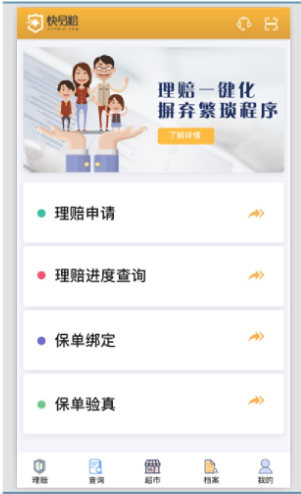 快易赔
理赔一键化
摒弃繁琐程序
了解详情
理赔申请
理赔进度查询
保单绑定
保单验真
理赔
查询
超市
档案
我的